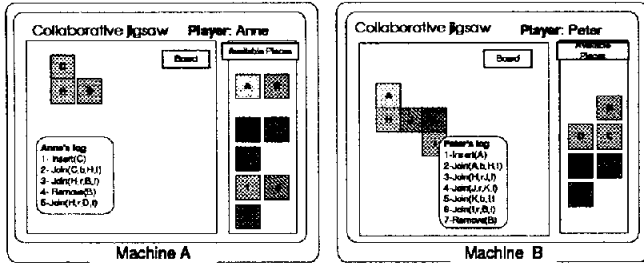 Collaborative Jigsaw Player: Anne
Board
Available Pieces
A
Anne's log
1- Insert(C)
2- Join(C,b,H,t)
3- Join(H,r,B,l)
4- Remove(B)
5-Join(H,r,D,l)
Machine A
Collaborative Jigsaw Player: Peter
Board
Available
Pieces
A
H
Peter's log
1-Insert(A)
2-Join(A,b,H,t)
3-Join(H,r,J,l)
4-Join(J,r,K,l)
5-Join(K,b,I,t
6-Join(I,r,B,l)
7-Remove(B)
Machine B